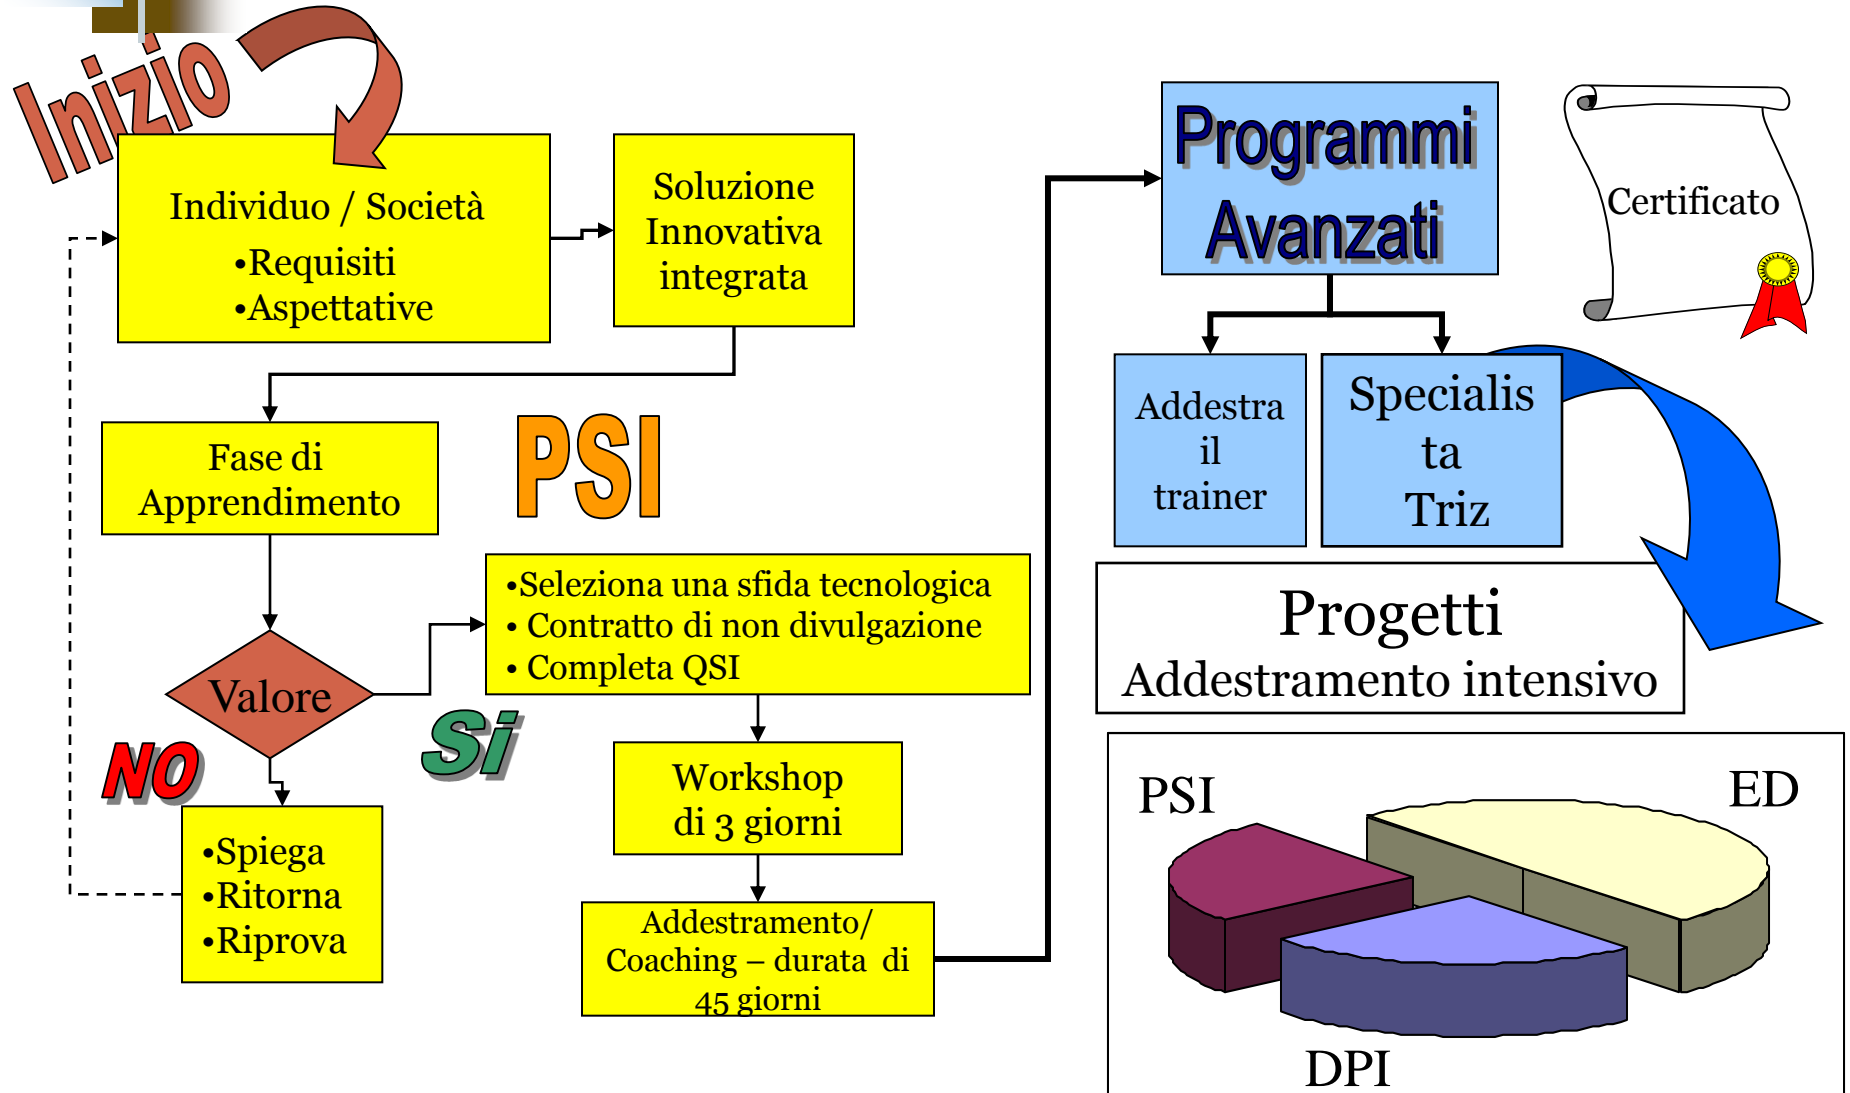 Inizio
Individuo / Società
•Requisiti
•Aspettative
Soluzione
Innovativa
integrata
Fase di
Apprendimento
PSI
Valore
NO
Si
•Spiega
•Ritorna
•Riprova
•Seleziona una sfida tecnologica
• Contratto di non divulgazione
• Completa QSI
Workshop
di 3 giorni
Addestramento/
Coaching – durata di
45 giorni
Programmi
Avanzati
Certificato
Addestra
il
trainer
Specialis
ta
Triz
Progetti
Addestramento intensivo
PSI
ED
DPI